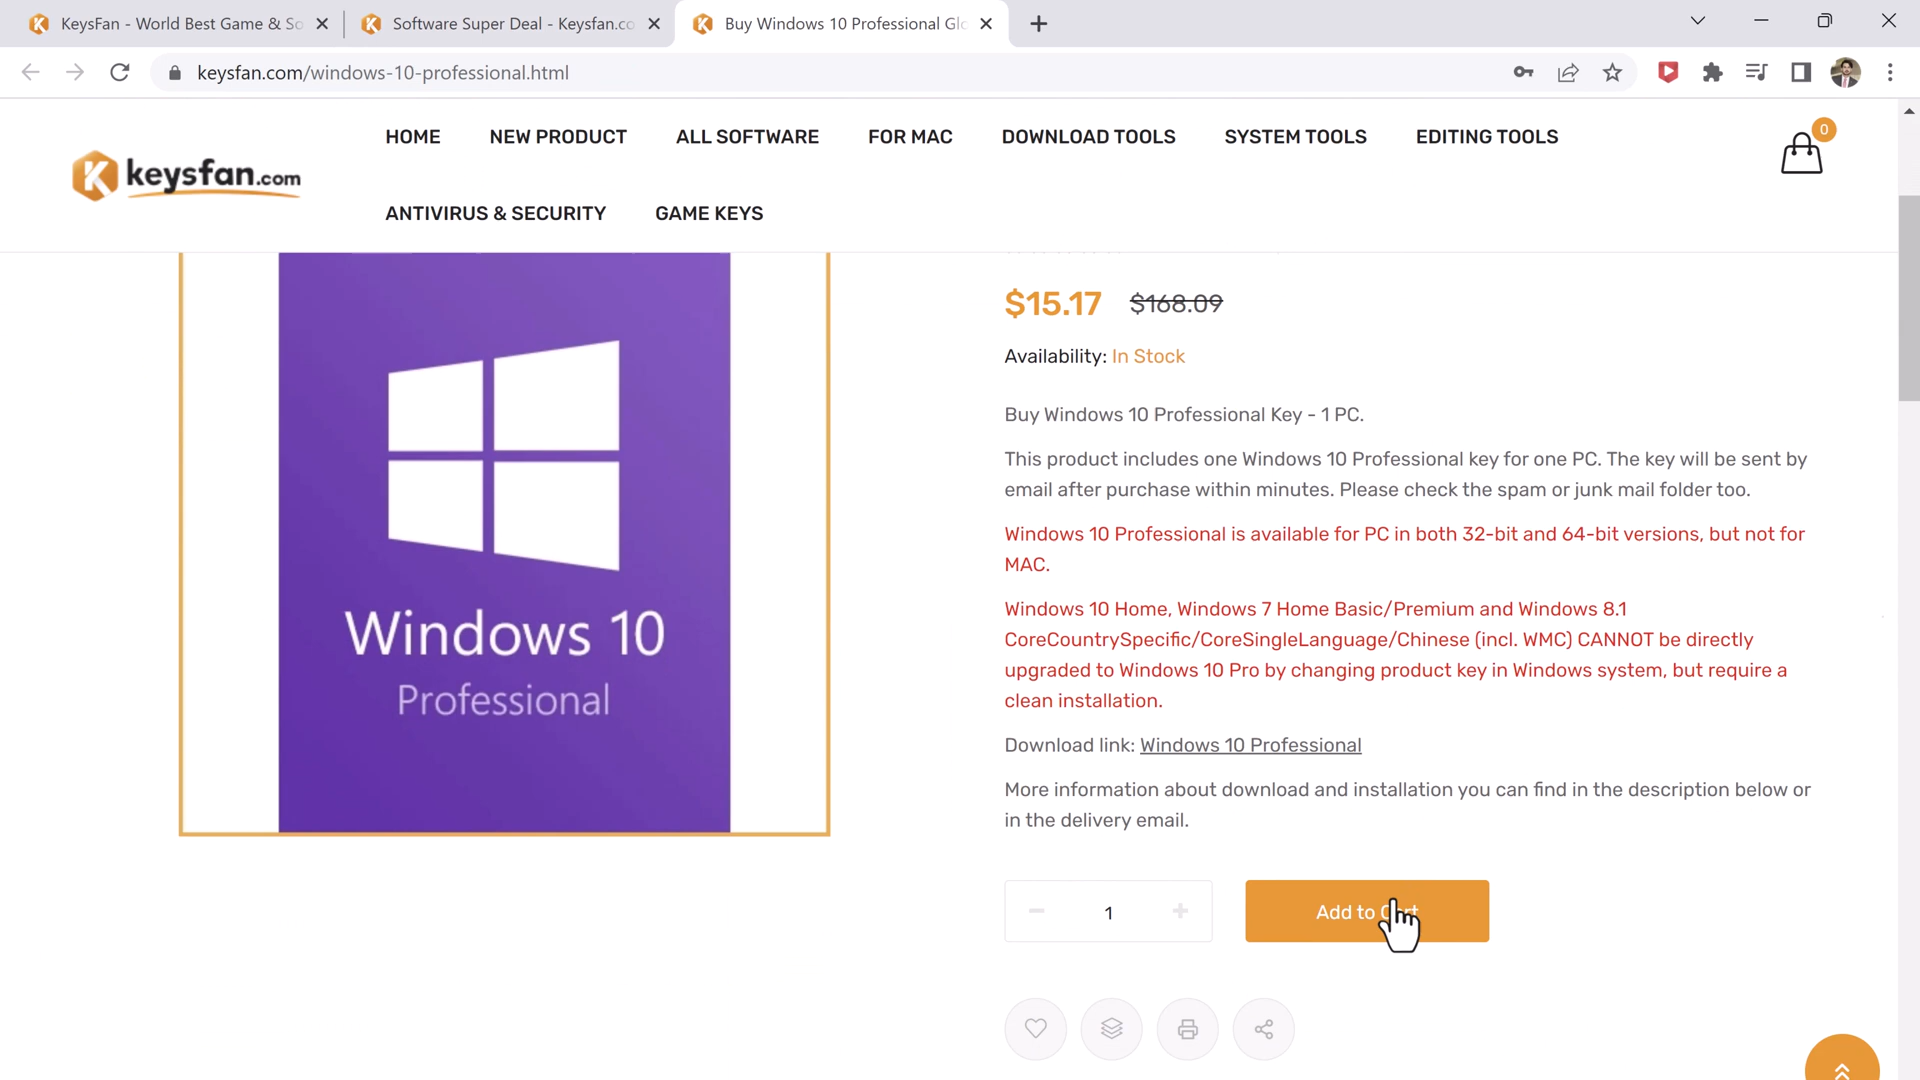 KeysFan - World Best Game & So
Software Super Deal - Keysfan.co
Buy Windows 10 Professional Glo
keysfan.com/windows-10-professional.html
keysfan.com
HOME NEW PRODUCT ALL SOFTWARE FOR MAC DOWNLOAD TOOLS SYSTEM TOOLS EDITING TOOLS
0
ANTIVIRUS & SECURITY GAME KEYS
Windows 10
Professional
$15.17 $168.09
Availability: In Stock
Buy Windows 10 Professional Key - 1 PC.
This product includes one Windows 10 Professional key for one PC. The key will be sent by
email after purchase within minutes. Please check the spam or junk mail folder too.
Windows 10 Professional is available for PC in both 32-bit and 64-bit versions, but not for
MAC.
Windows 10 Home, Windows 7 Home Basic/Premium and Windows 8.1
CoreCountrySpecific/CoreSingleLanguage/Chinese (incl. WMC) CANNOT be directly
upgraded to Windows 10 Pro by changing product key in Windows system, but require a
clean installation.
Download link: Windows 10 Professional
More information about download and installation you can find in the description below or
in the delivery email.
1
Add to Cart